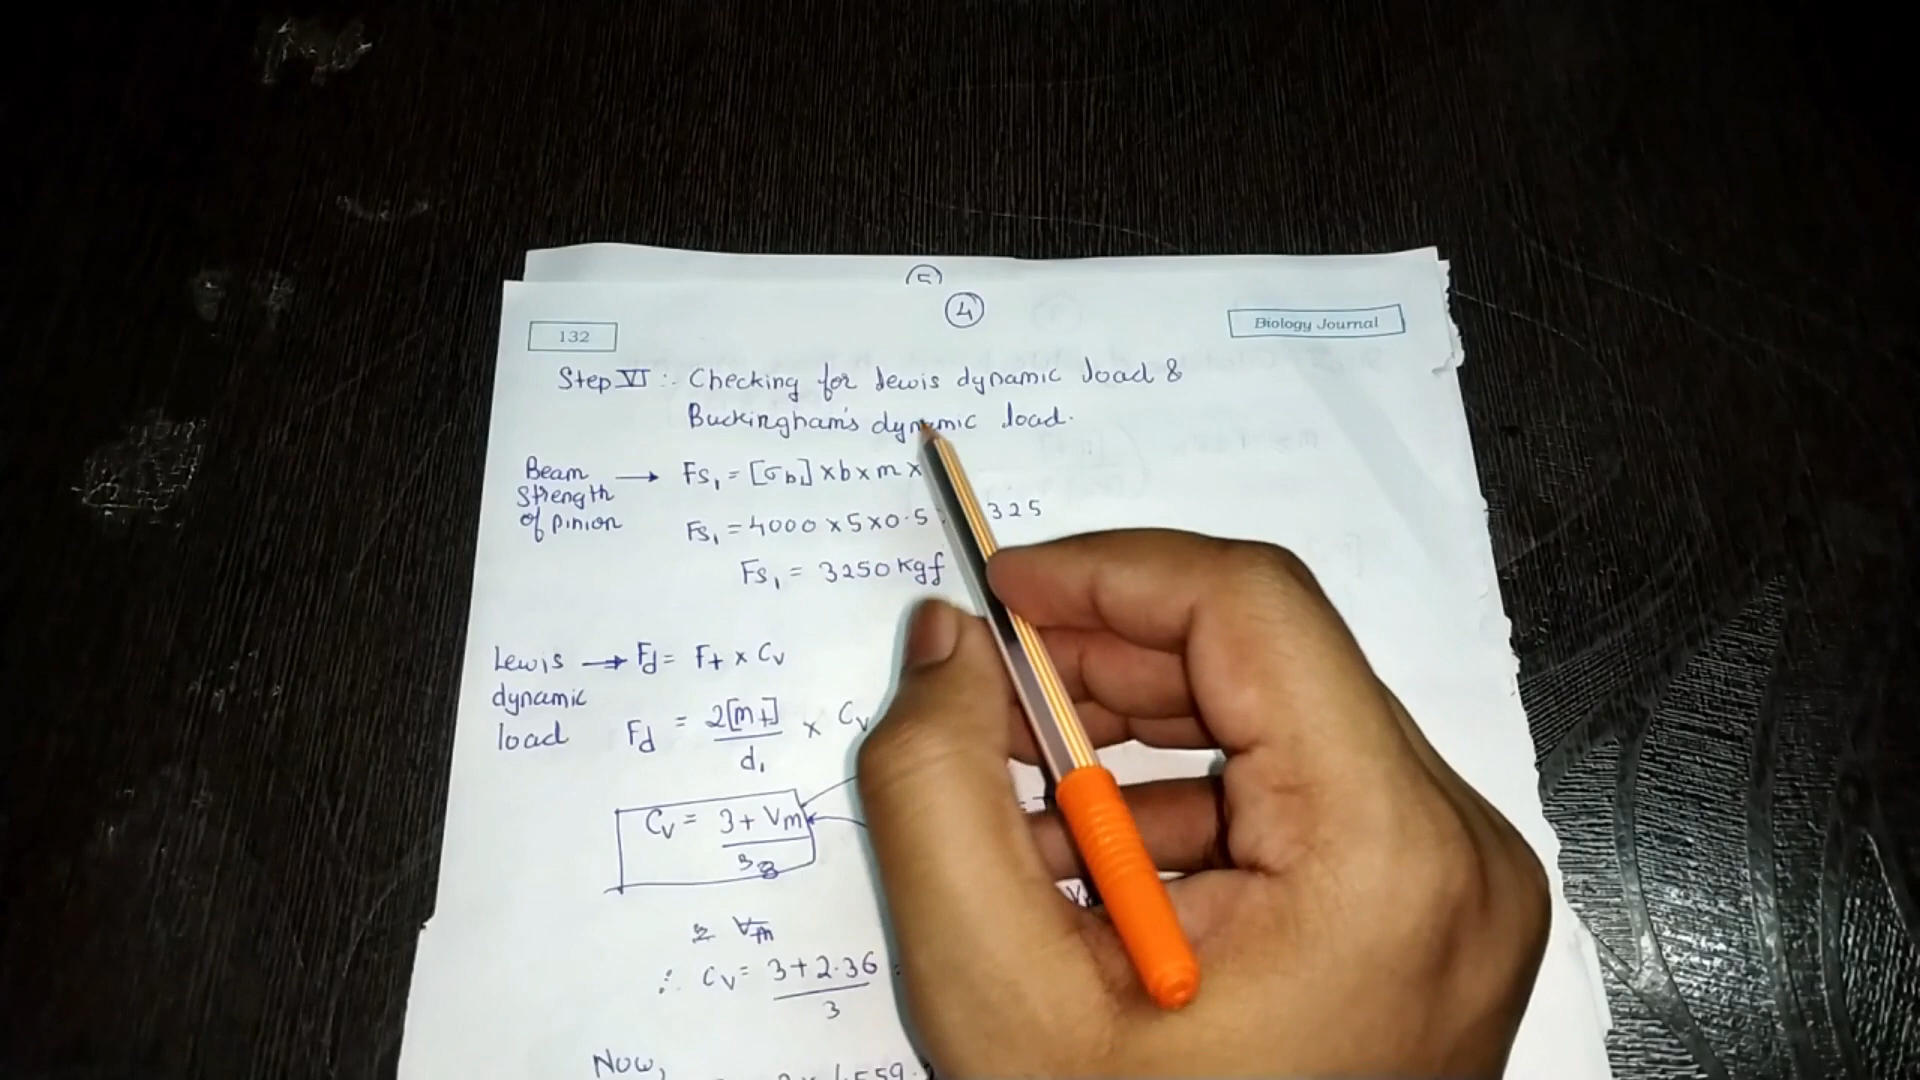 5
4
132
Biology Journal
Step VI :- Checking for Lewis dynamic load &
Buckingham's dynamic load.
Beam Strength of pinion → Fs₁ = [σb₁] x b x m x
Fs₁ = 4000 x 5 x 0.5 325
Fs₁ = 3250 kgf
Lewis dynamic load → Fd = Ft x Cv
Fd = 2[mt] / d₁ x Cv
Cv = 3 + Vm / 3
∴ Cv = 3 + 2.36 / 3
Now,